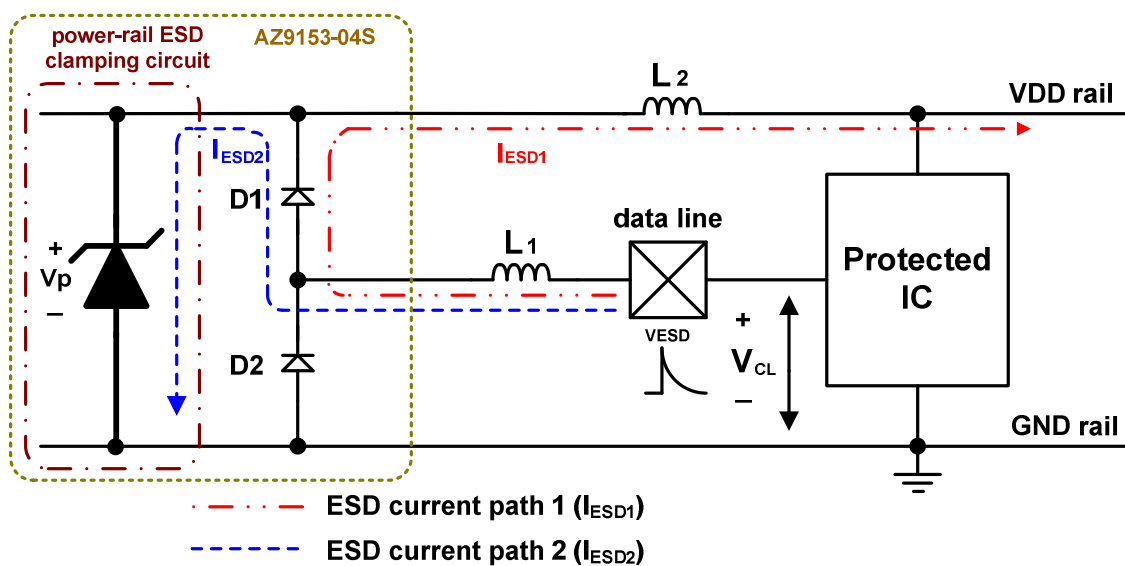 power-rail ESD
clamping circuit
AZ9153-04S
L2
VDD rail
IESD2
IESD1
D1
data line
L1
+
Vp
–
Protected
IC
D2
VESD
+
VCL
–
GND rail
ESD current path 1 (IESD1)
ESD current path 2 (IESD2)